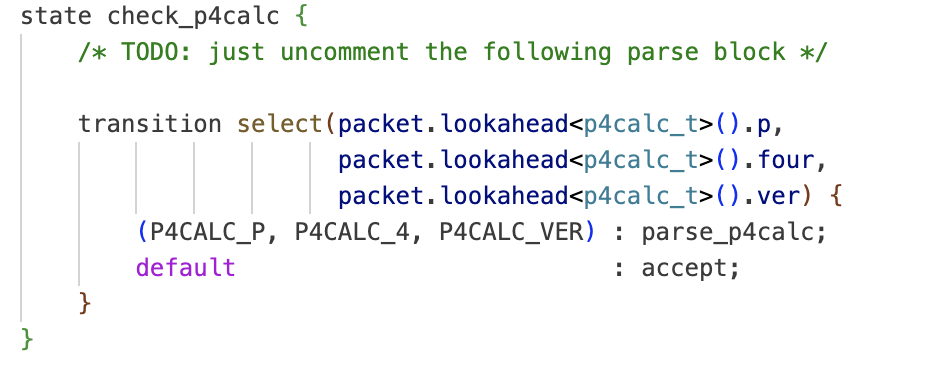 state check_p4calc {
    /* TODO: just uncomment the following parse block */

    transition select(packet.lookahead<p4calc_t>().p,
                      packet.lookahead<p4calc_t>().four,
                      packet.lookahead<p4calc_t>().ver) {
        (P4CALC_P, P4CALC_4, P4CALC_VER) : parse_p4calc;
        default                          : accept;
    }
}